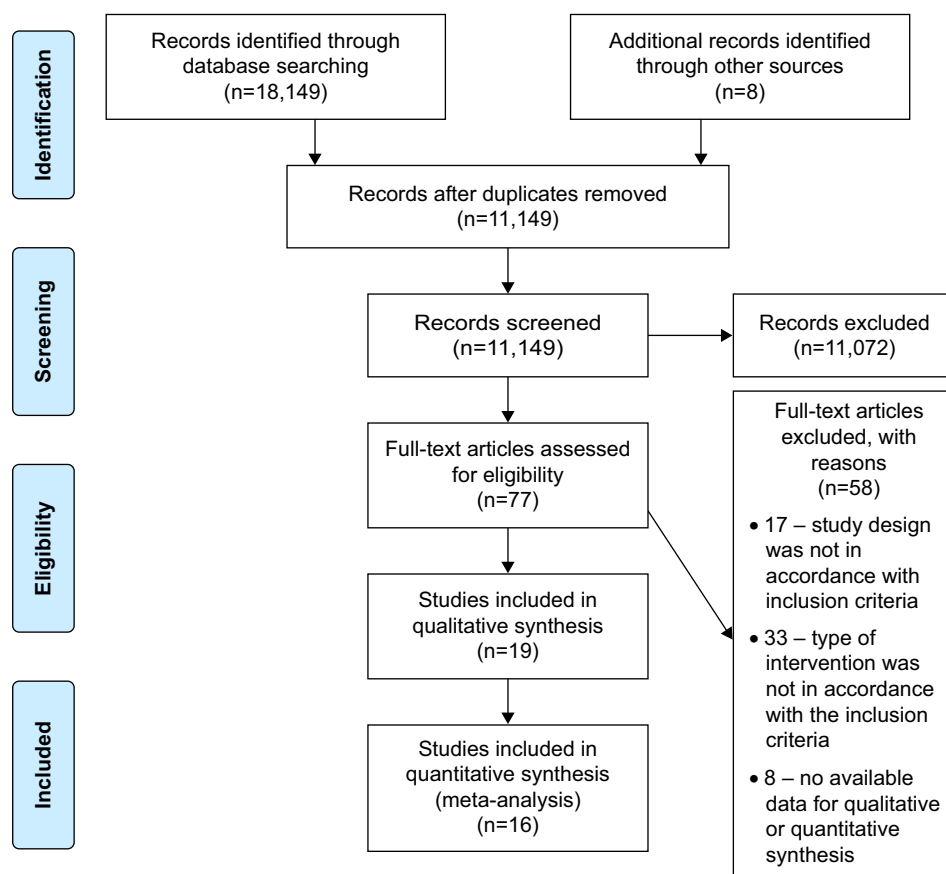 Identification
Records identified through
database searching
(n=18,149)
Additional records identified
through other sources
(n=8)
Records after duplicates removed
(n=11,149)
Screening
Records screened
(n=11,149)
Records excluded
(n=11,072)
Eligibility
Full-text articles assessed
for eligibility
(n=77)
Full-text articles
excluded, with
reasons
(n=58)
• 17 – study design
was not in
accordance with
inclusion criteria
• 33 – type of
intervention was
not in accordance
with the inclusion
criteria
• 8 – no available
data for qualitative
or quantitative
synthesis
Studies included in
qualitative synthesis
(n=19)
Included
Studies included in
quantitative synthesis
(meta-analysis)
(n=16)